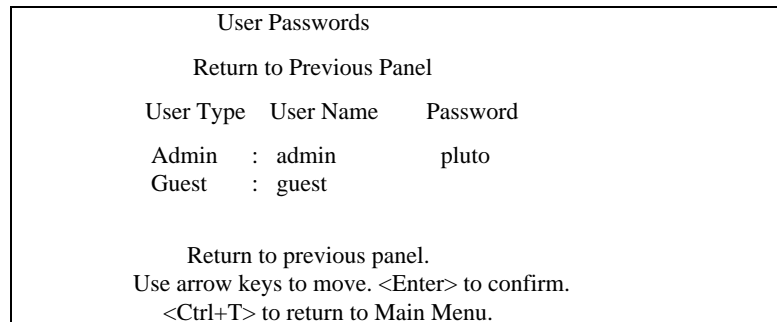 User Passwords
Return to Previous Panel
User Type User Name Password
Admin : admin pluto
Guest : guest
Return to previous panel.
Use arrow keys to move. <Enter> to confirm.
<Ctrl+T> to return to Main Menu.